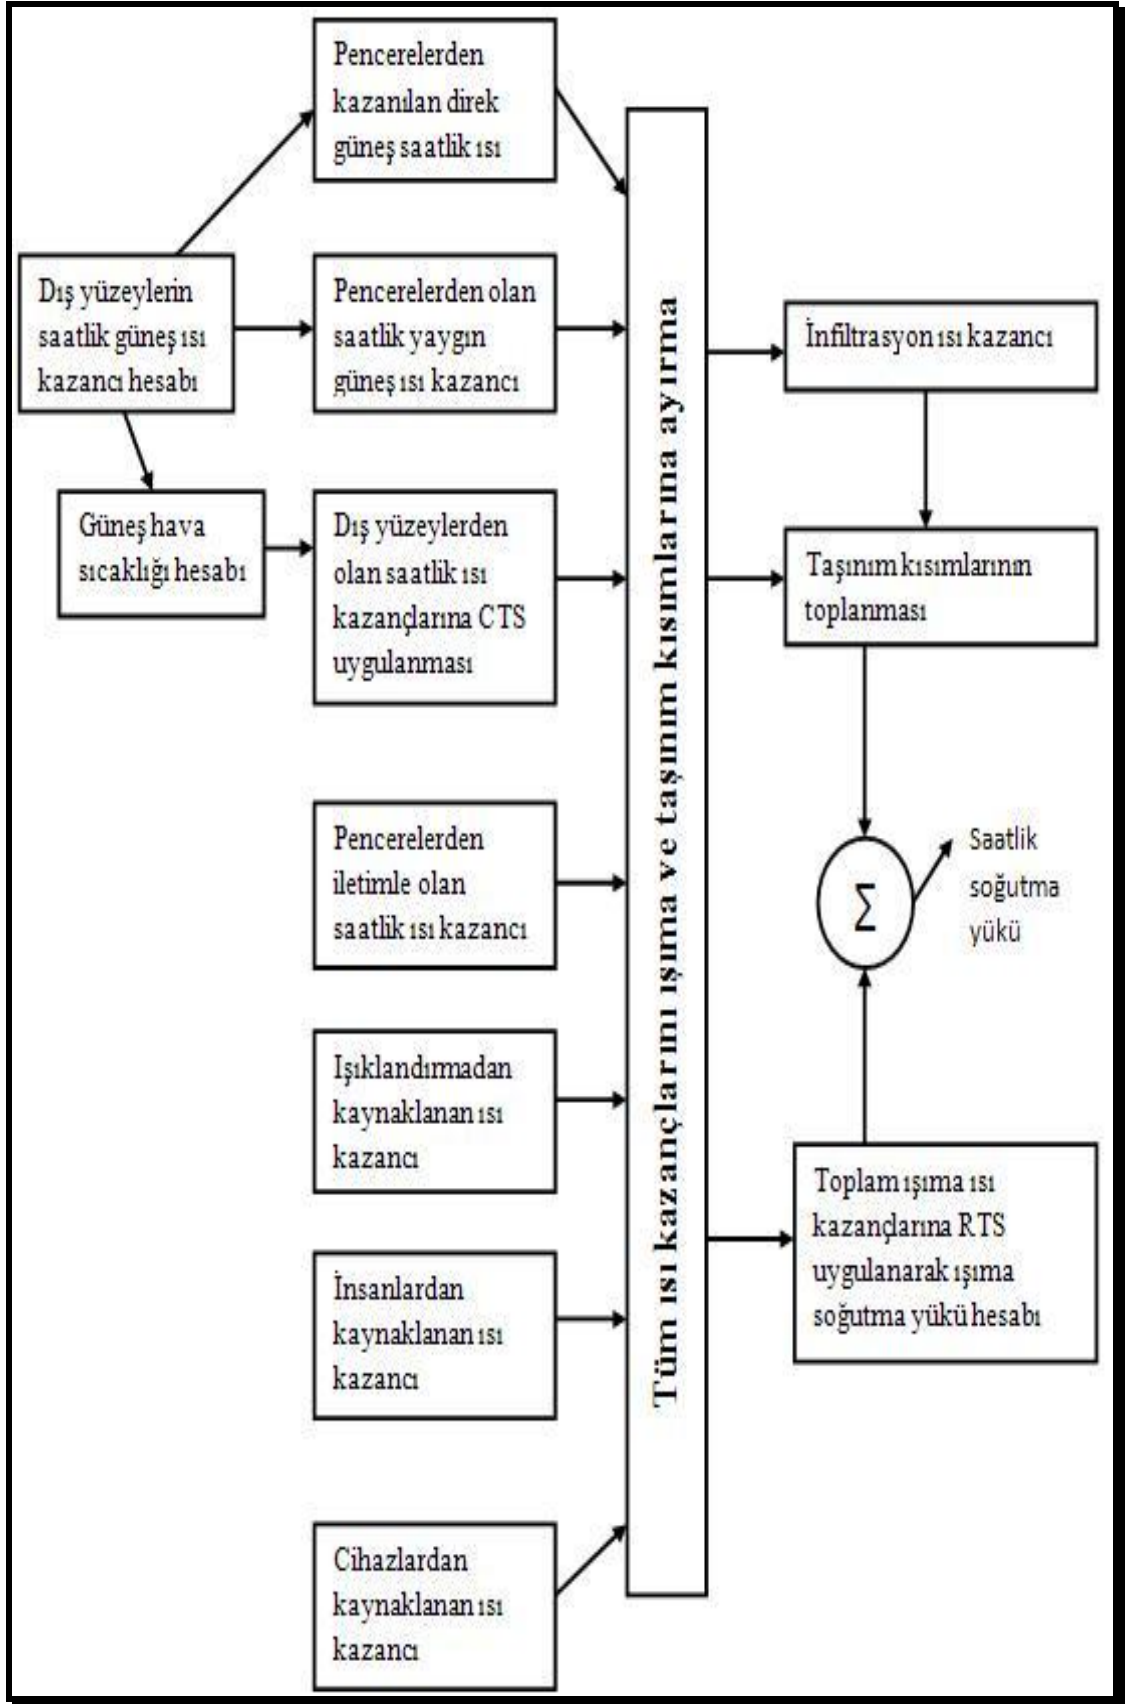 Pencerelerden
kazanılan direk
güneş saatlik ısı
Dış yüzeylerin
saatlik güneş ısı
kazancı hesabı
Pencerelerden olan
saatlik yaygın
güneş ısı kazancı
Güneş hava
sıcaklığı hesabı
Dış yüzeylerden
olan saatlik ısı
kazançlarına CTS
uygulanması
Pencerelerden
iletimle olan
saatlik ısı kazancı
Işıklandırmadan
kaynaklanan ısı
kazancı
İnsanlardan
kaynaklanan ısı
kazancı
Cihazlardan
kaynaklanan ısı
kazancı
Tüm ısı kazançlarını ışıma ve taşınım kısımlarına ayırma
İnfiltrasyon ısı kazancı
Taşınım kısımlarının
toplanması
Σ
Saatlik
soğutma
yükü
Toplam ışıma ısı
kazançlarına RTS
uygulanarak ışıma
soğutma yükü hesabı